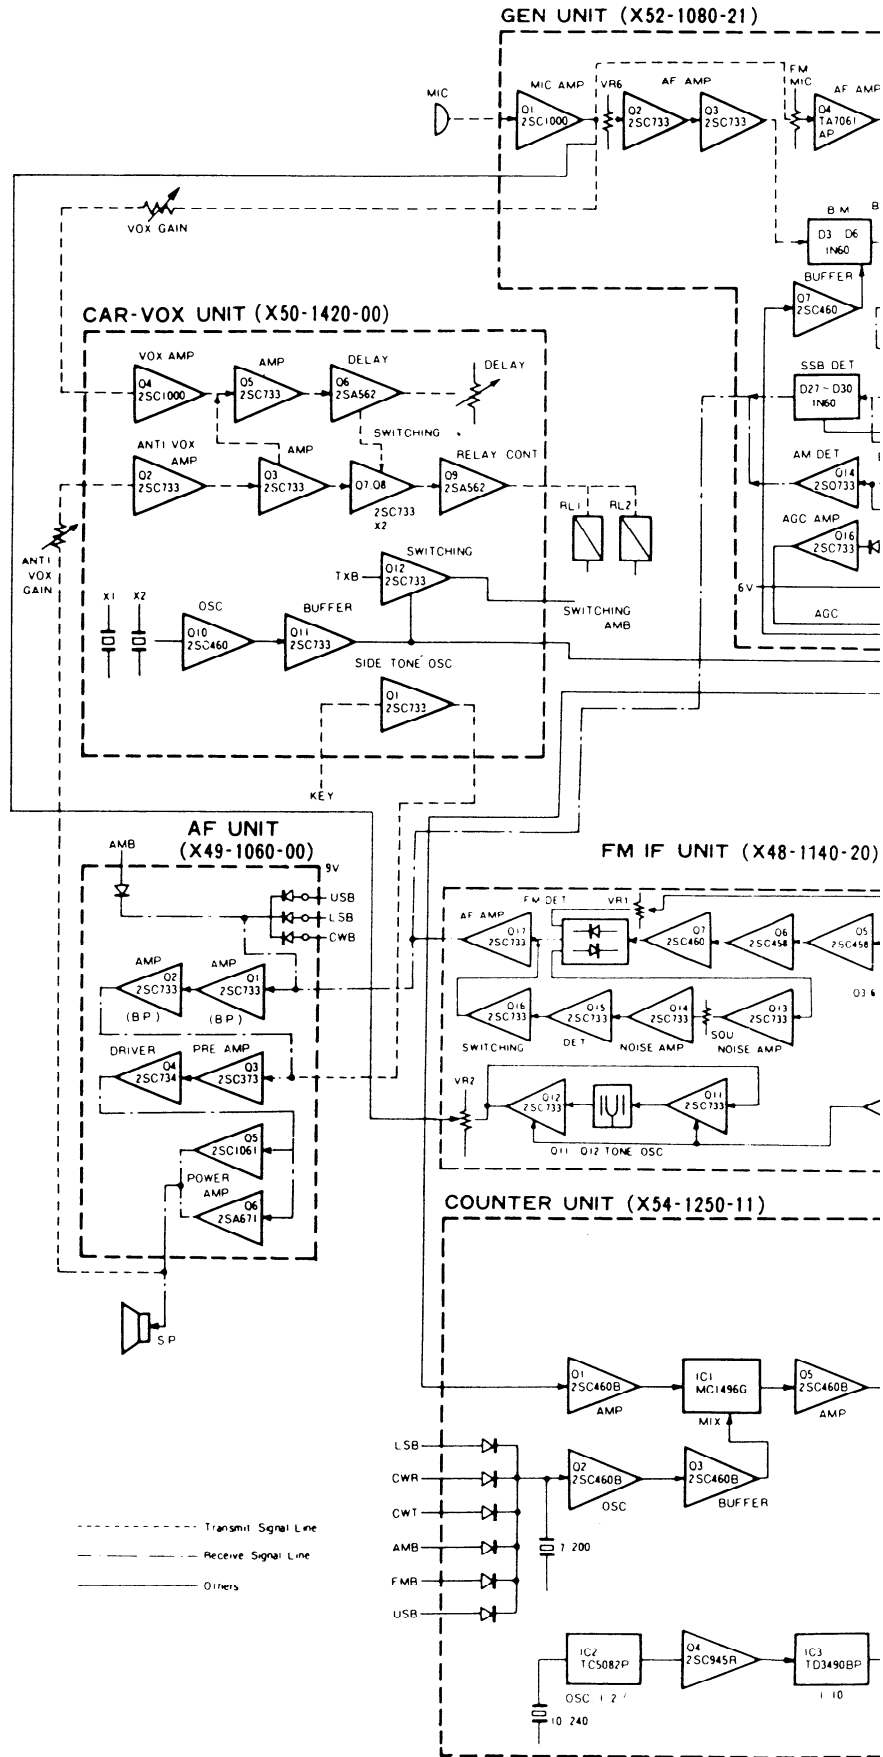 GEN UNIT (X52-1080-21)
MIC
MIC AMP
Q1
2SC1000
VR6
AF AMP
Q2
2SC733
Q3
2SC733
FM
MIC
AF AMP
Q4
TA7061
AP
VOX GAIN
B M
D3 D6
1N60
BUFFER
Q7
2SC460
SSB DET
D27-D30
1N60
AM DET
Q14
2SQ733
AGC AMP
Q16
2SC733
6V
AGC
CAR-VOX UNIT (X50-1420-00)
VOX AMP
Q4
2SC1000
AMP
Q5
2SC733
DELAY
Q6
2SA562
DELAY
SWITCHING
ANTI VOX
AMP
Q2
2SC733
AMP
Q3
2SC733
Q7.Q8
2SC733
X2
RELAY CONT
Q9
2SA562
RL1
RL2
ANTI
VOX
GAIN
SWITCHING
TXB
Q12
2SC733
SWITCHING
AMB
X1
X2
OSC
Q10
2SC460
BUFFER
Q11
2SC733
SIDE TONE OSC
Q1
2SC733
KEY
AF UNIT
(X49-1060-00)
AMB
9V
USB
LSB
CWB
AMP
Q2
2SC733
(B.P.)
AMP
Q1
2SC733
(B.P.)
DRIVER
Q4
2SC734
PRE AMP
Q3
2SC373
Q5
2SC1061
POWER
AMP
Q6
2SA671
S.P
FM IF UNIT (X48-1140-20)
AF AMP
Q17
2SC733
FM DET
VR1
Q7
2SC460
Q6
2SC458
Q5
2SC458
Q3 6
Q16
2SC733
SWITCHING
Q15
2SC733
DET
Q14
2SC733
NOISE AMP
SQU
Q13
2SC733
NOISE AMP
VR2
Q12
2SC733
Q11
2SC733
Q11 Q12 TONE OSC
COUNTER UNIT (X54-1250-11)
Q1
2SC460B
AMP
IC1
MC1496G
MIX
Q5
2SC460B
AMP
LSB
CWR
CWT
AMB
FMB
USB
Q2
2SC460B
OSC
Q3
2SC460B
BUFFER
7 200
Transmit Signal Line
Receive Signal Line
Others
IC2
TC5082P
OSC
Q4
2SC945R
IC3
TD3490BP
1 10
10 240